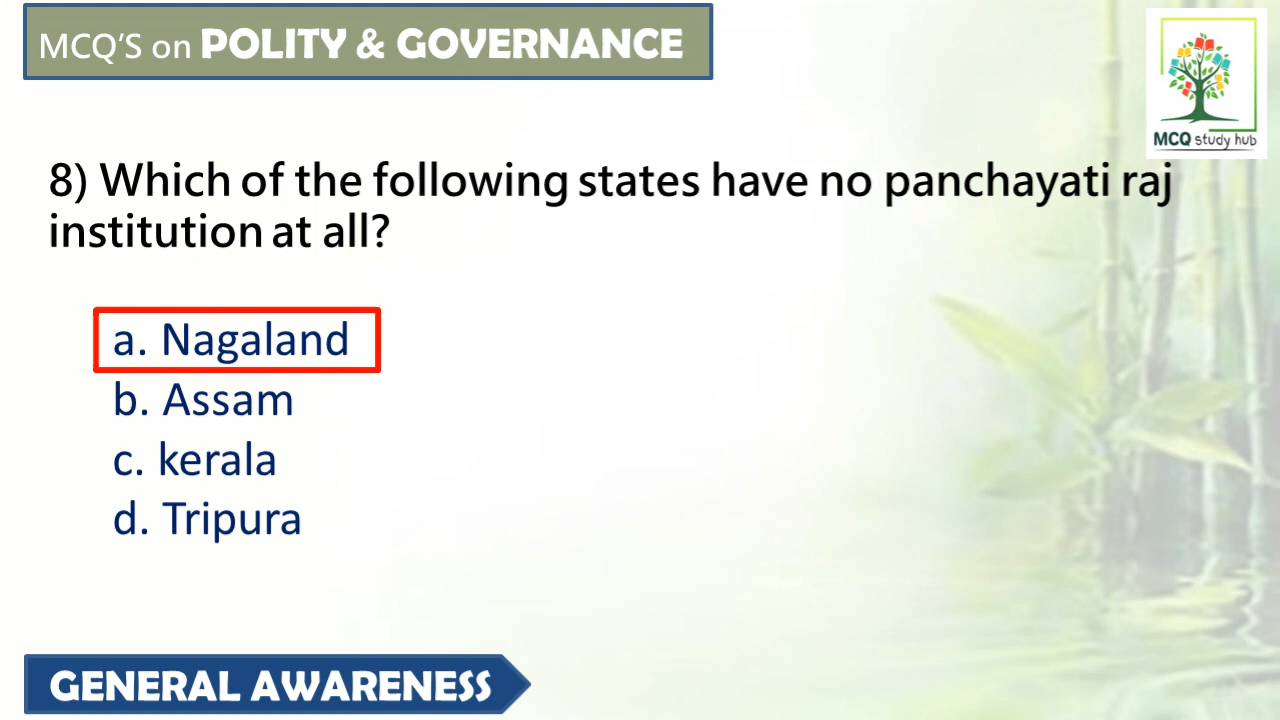 MCQ'S on POLITY & GOVERNANCE
MCQ study hub
8) Which of the following states have no panchayati raj
institution at all?
a. Nagaland
b. Assam
c. kerala
d. Tripura
GENERAL AWARENESS